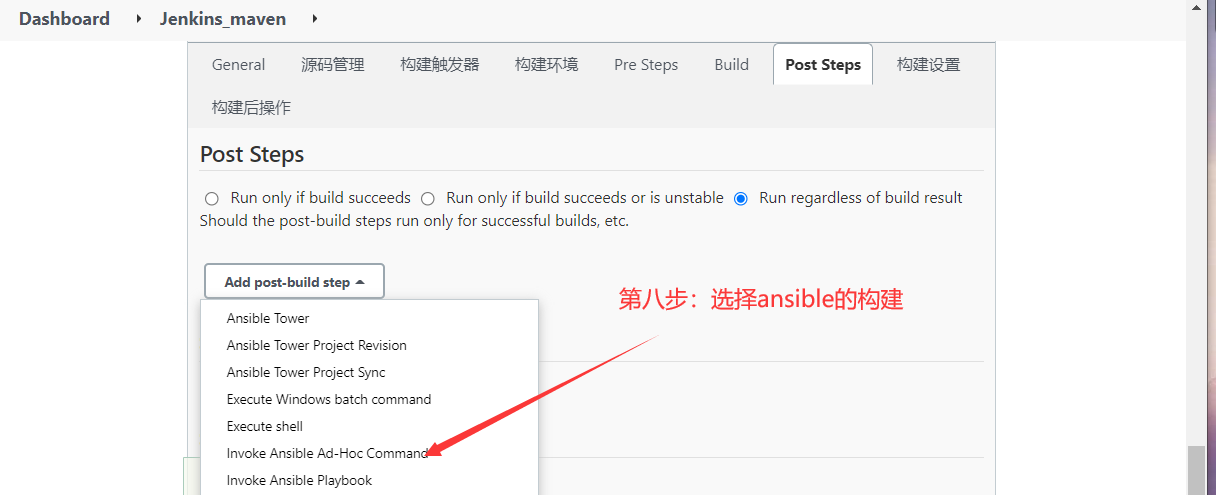 Dashboard
Jenkins_maven
General 源码管理 构建触发器 构建环境 Pre Steps Build Post Steps 构建设置
构建后操作
Post Steps
Run only if build succeeds Run only if build succeeds or is unstable Run regardless of build result
Should the post-build steps run only for successful builds, etc.
Add post-build step
第八步：选择ansible的构建
Ansible Tower
Ansible Tower Project Revision
Ansible Tower Project Sync
Execute Windows batch command
Execute shell
Invoke Ansible Ad-Hoc Command
Invoke Ansible Playbook